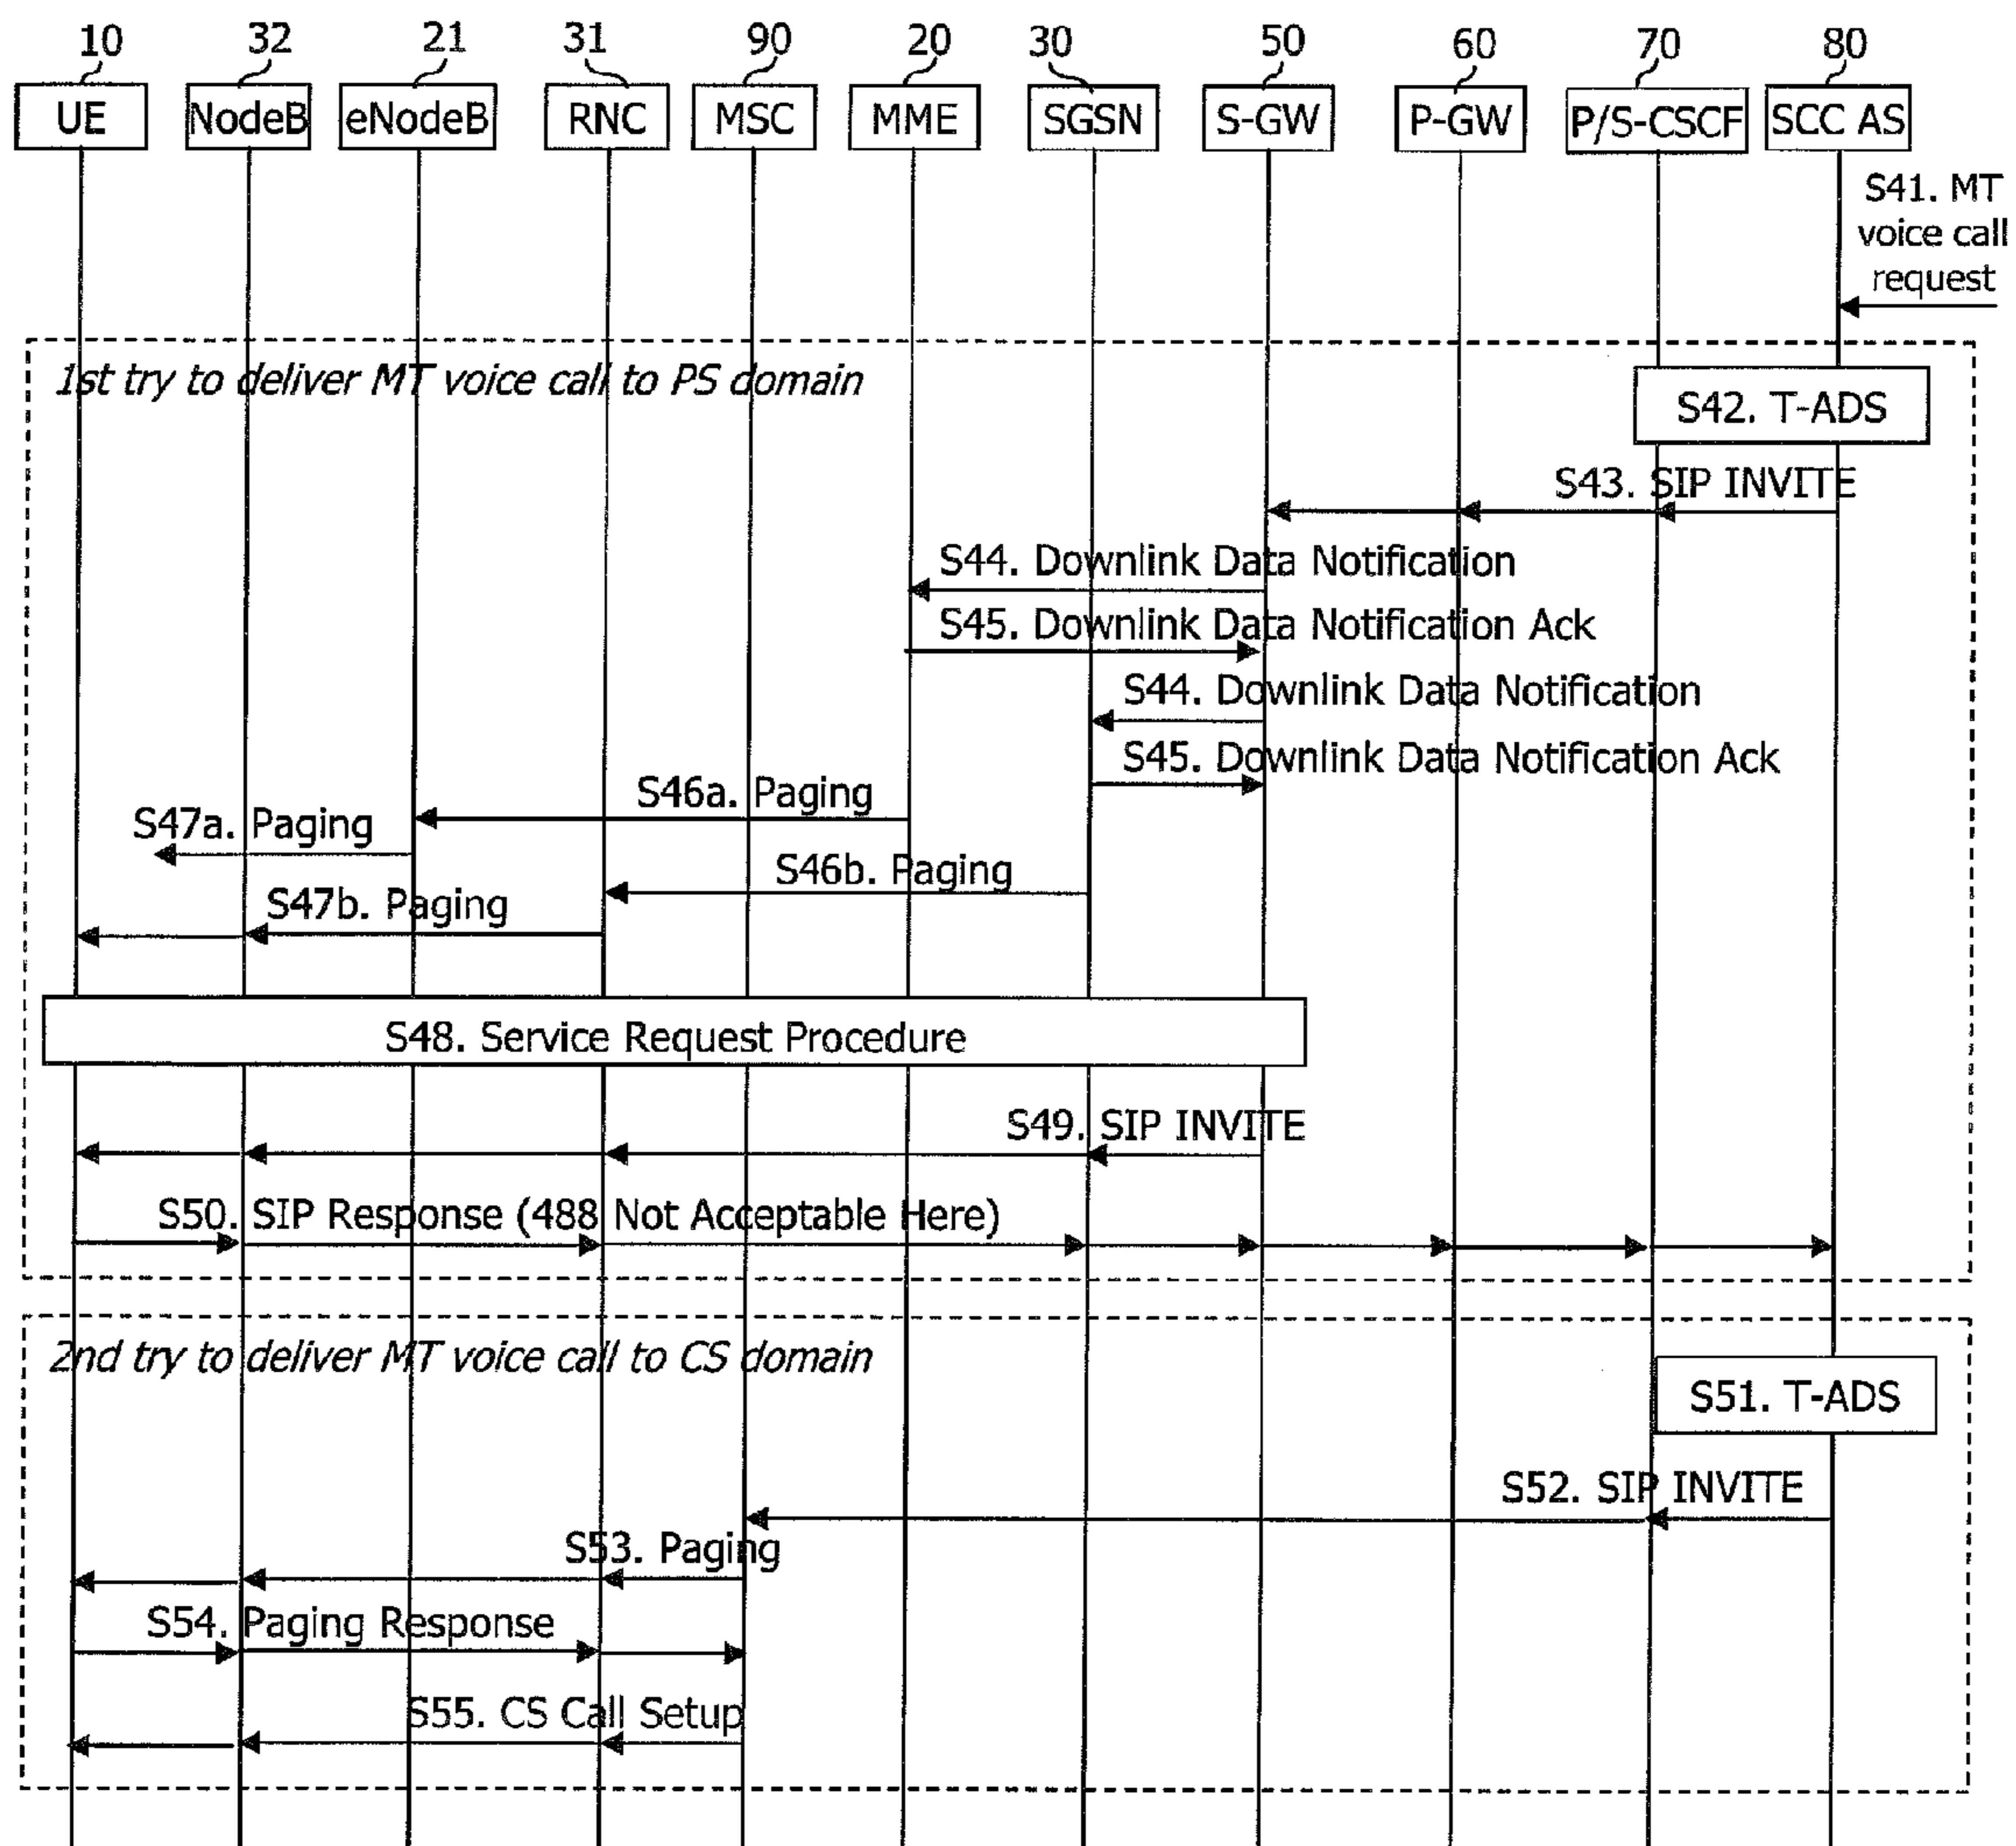 10 32 21 31 90 20 30 50 60 70 80
UE NodeB eNodeB RNC MSC MME SGSN S-GW P-GW P/S-CSCF SCC AS
S41. MT
voice call
request
1st try to deliver MT voice call to PS domain
S42. T-ADS
S43. SIP INVITE
S44. Downlink Data Notification
S45. Downlink Data Notification Ack
S44. Downlink Data Notification
S45. Downlink Data Notification Ack
S46a. Paging
S47a. Paging
S46b. Paging
S47b. Paging
S48. Service Request Procedure
S49. SIP INVITE
S50. SIP Response (488 Not Acceptable Here)
2nd try to deliver MT voice call to CS domain
S51. T-ADS
S52. SIP INVITE
S53. Paging
S54. Paging Response
S55. CS Call Setup